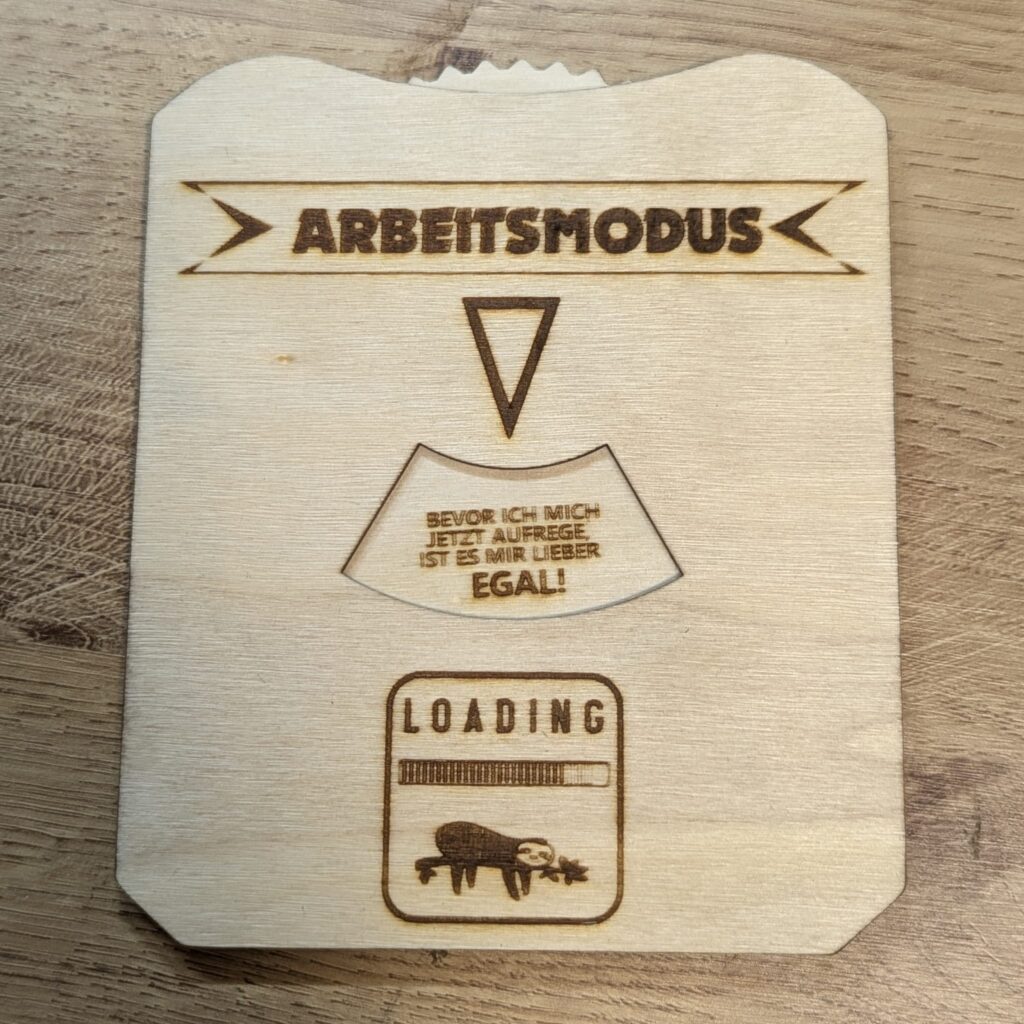 ARBEITSMODUS
BEVOR ICH MICH
JETZT AUFREGE,
IST ES MIR LIEBER
EGAL!
LOADING